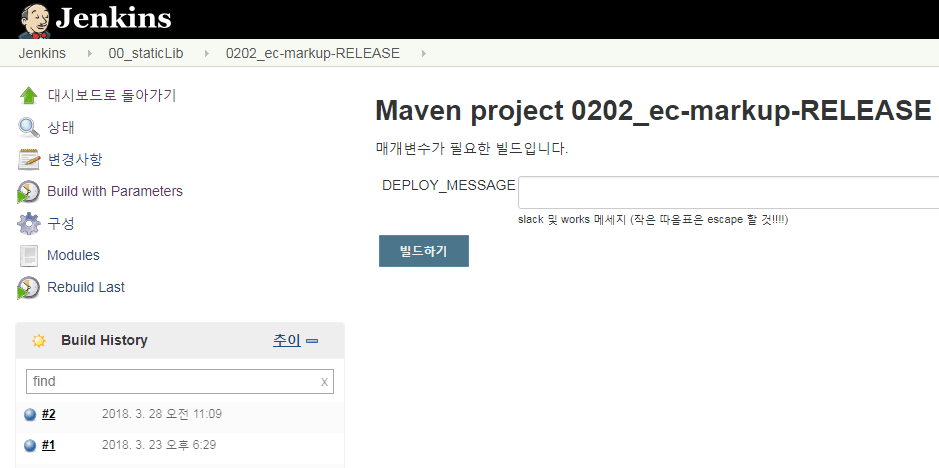 Jenkins
Jenkins 00_staticLib 0202_ec-markup-RELEASE
대시보드로 돌아가기
상태
변경사항
Build with Parameters
구성
Modules
Rebuild Last
Build History 추이
find x
#2 2018. 3. 28 오전 11:09
#1 2018. 3. 23 오후 6:29
Maven project 0202_ec-markup-RELEASE
매개변수가 필요한 빌드입니다.
DEPLOY_MESSAGE
slack 및 works 메세지 (작은 따옴표은 escape 할 것!!!!)
빌드하기